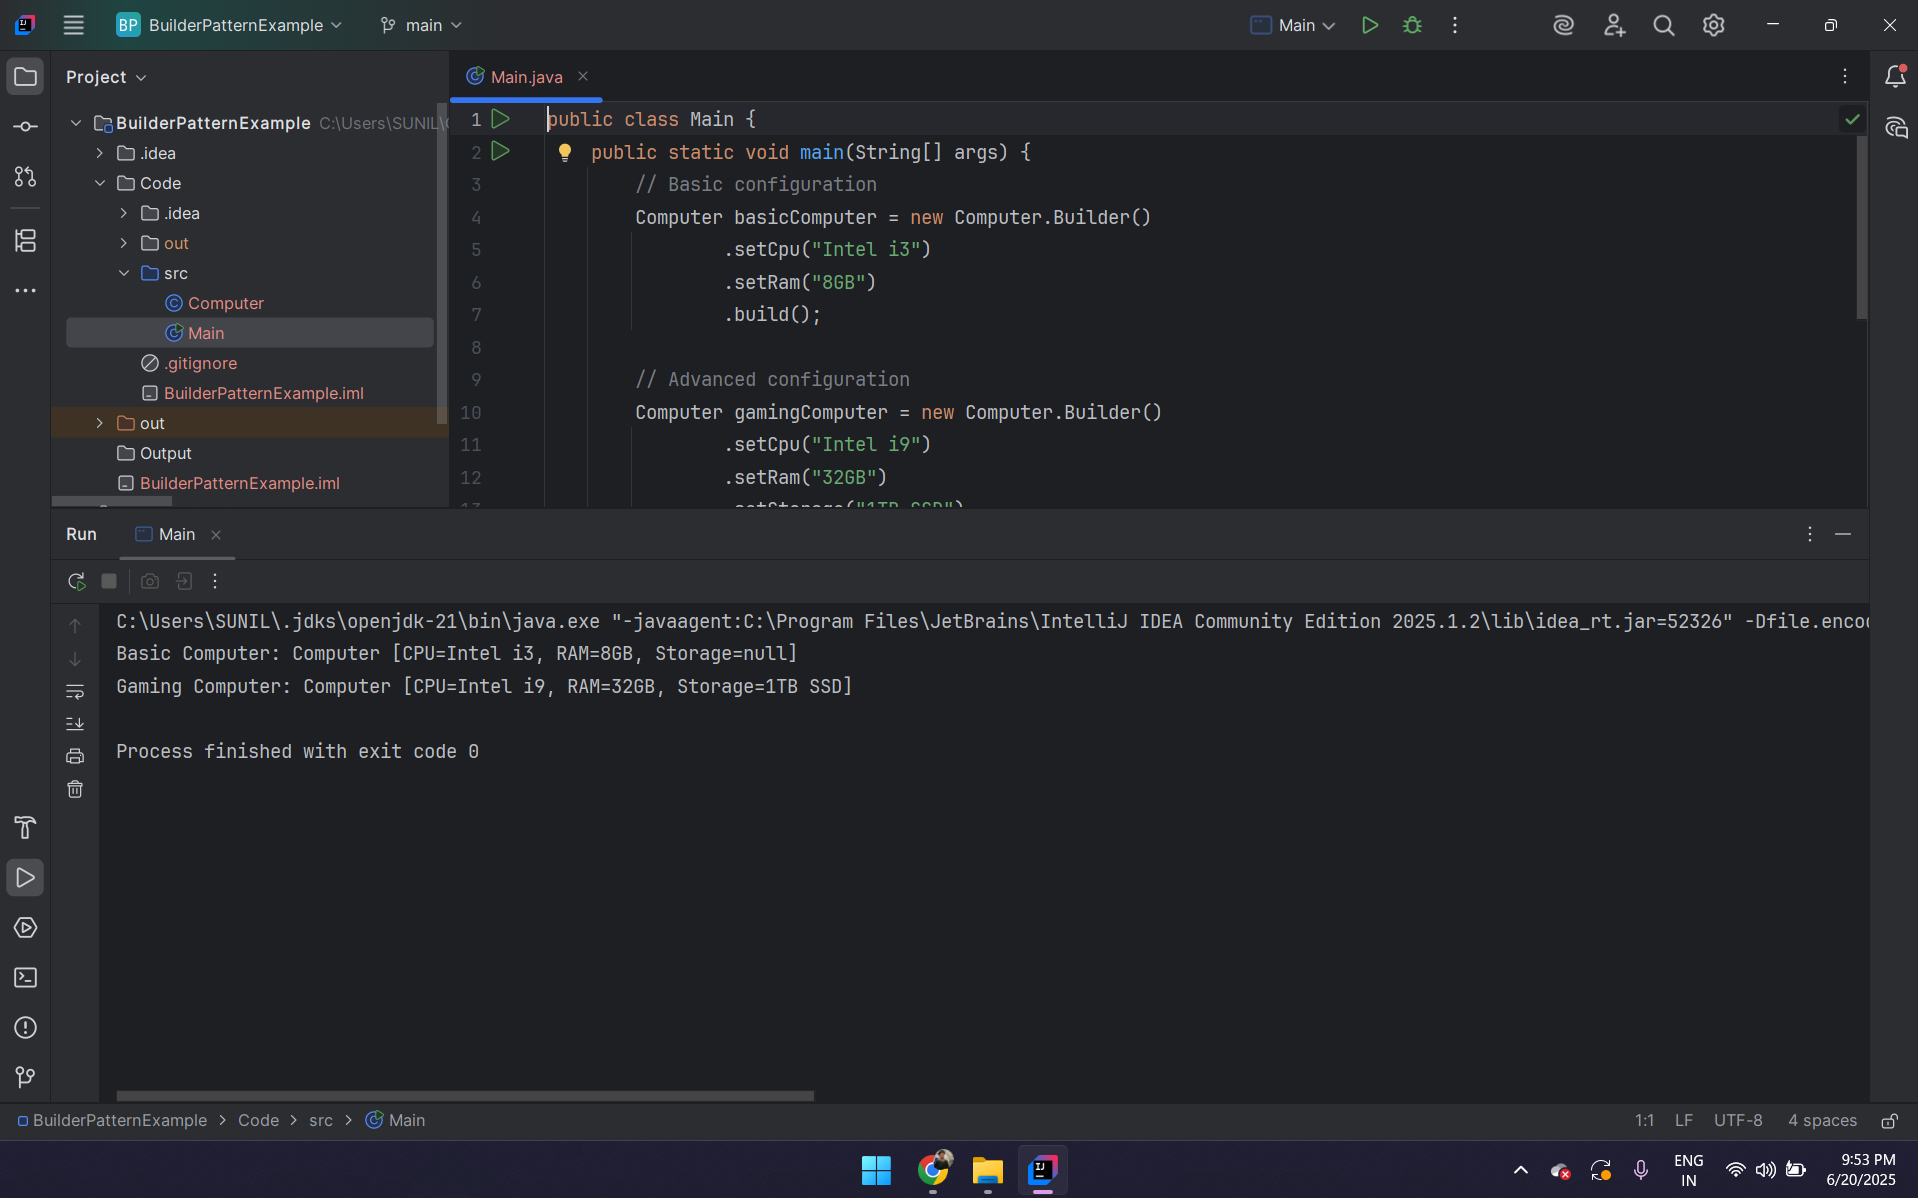 BP BuilderPatternExample main Main
Project
Main.java
BuilderPatternExample C:\Users\SUNIL\
.idea
Code
.idea
out
src
Computer
Main
.gitignore
BuilderPatternExample.iml
out
Output
BuilderPatternExample.iml
1 public class Main {
2 public static void main(String[] args) {
3 // Basic configuration
4 Computer basicComputer = new Computer.Builder()
5 .setCpu("Intel i3")
6 .setRam("8GB")
7 .build();
8
9 // Advanced configuration
10 Computer gamingComputer = new Computer.Builder()
11 .setCpu("Intel i9")
12 .setRam("32GB")
13 .setStorage("1TB SSD")
Run Main
C:\Users\SUNIL\.jdks\openjdk-21\bin\java.exe "-javaagent:C:\Program Files\JetBrains\IntelliJ IDEA Community Edition 2025.1.2\lib\idea_rt.jar=52326" -Dfile.enco
Basic Computer: Computer [CPU=Intel i3, RAM=8GB, Storage=null]
Gaming Computer: Computer [CPU=Intel i9, RAM=32GB, Storage=1TB SSD]
Process finished with exit code 0
BuilderPatternExample > Code > src > Main
1:1 LF UTF-8 4 spaces
ENG
IN
9:53 PM
6/20/2025